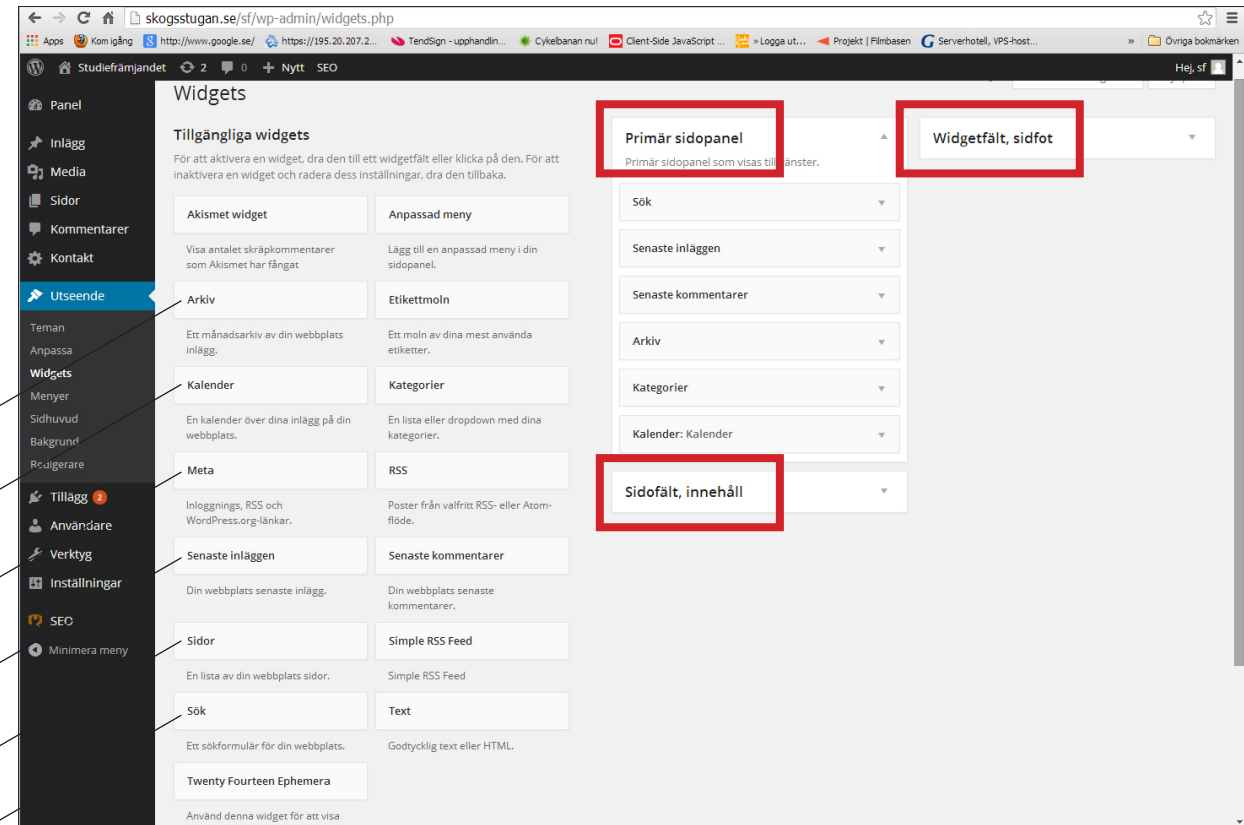 skogsstugan.se/sf/wp-admin/widgets.php
Apps Kom igång http://www.google.se/ https://195.20.207.2... TendSign - upphandlin... Cykelbanan nu! Client-Side JavaScript ... » Logga ut... Projekt | Filmbasen Serverhotell, VPS-host... » Övriga bokmärken
Studiefrämjandet 2 0 + Nytt SEO Hej, sf
Panel
Inlägg
Media
Sidor
Kommentarer
Kontakt
Utseende
Teman
Anpassa
Widgets
Menyer
Sidhuvud
Bakgrund
Redigerare
Tillägg 2
Användare
Verktyg
Inställningar
SEO
Minimera meny
Widgets
Tillgängliga widgets
För att aktivera en widget, dra den till ett widgetfält eller klicka på den. För att
inaktivera en widget och radera dess inställningar, dra den tillbaka.
Akismet widget
Visa antalet skräpkommentarer
som Akismet har fångat
Anpassad meny
Lägg till en anpassad meny i din
sidopanel.
Arkiv
Ett månadsarkiv av din webbplats
inlägg.
Etikettmoln
Ett moln av dina mest använda
etiketter.
Kalender
En kalender över dina inlägg på din
webbplats.
Kategorier
En lista eller dropdown med dina
kategorier.
Meta
Inloggnings, RSS och
WordPress.org-länkar.
RSS
Poster från valfritt RSS- eller Atom-
flöde.
Senaste inläggen
Din webbplats senaste inlägg.
Senaste kommentarer
Din webbplats senaste
kommentarer.
Sidor
En lista av din webbplats sidor.
Simple RSS Feed
Simple RSS Feed
Sök
Ett sökformulär för din webbplats.
Text
Godtycklig text eller HTML.
Twenty Fourteen Ephemera
Använd denna widget för att visa
Primär sidopanel
Primär sidopanel som visas till vänster.
Sök
Senaste inläggen
Senaste kommentarer
Arkiv
Kategorier
Kalender: Kalender
Sidofält, innehåll
Widgetfält, sidfot